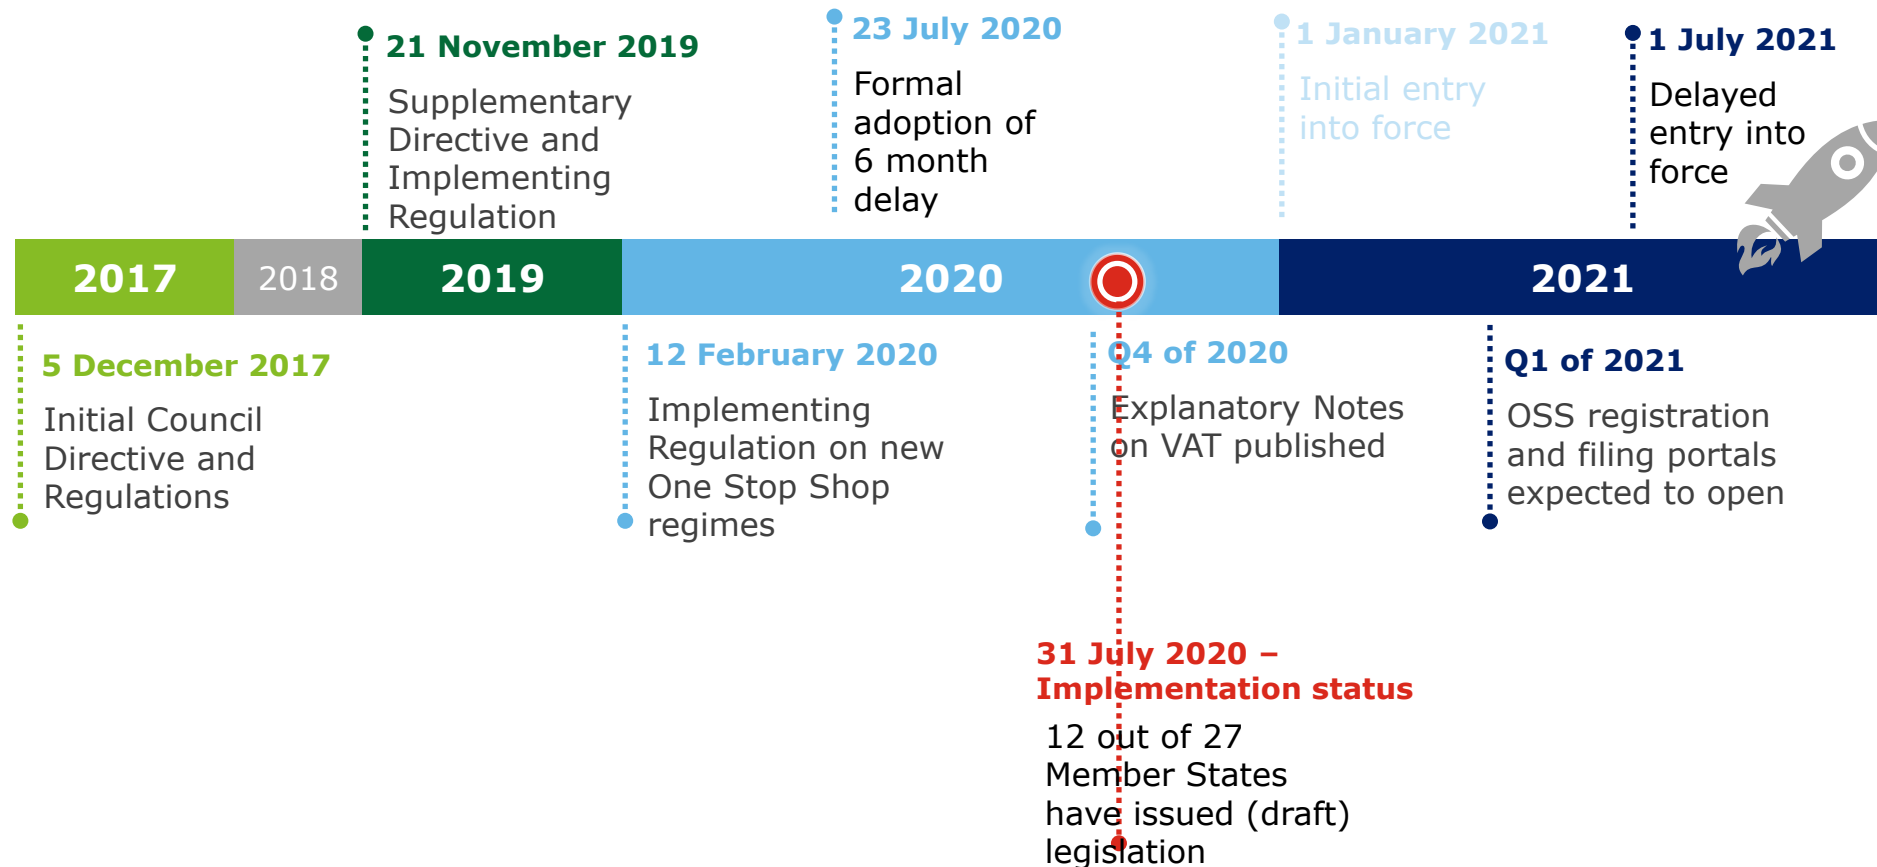 21 November 2019
Supplementary
Directive and
Implementing
Regulation
23 July 2020
Formal
adoption of
6 month
delay
1 January 2021
Initial entry
into force
1 July 2021
Delayed
entry into
force
2017
2018
2019
2020
2021
5 December 2017
Initial Council
Directive and
Regulations
12 February 2020
Implementing
Regulation on new
One Stop Shop
regimes
Q4 of 2020
Explanatory Notes
on VAT published
Q1 of 2021
OSS registration
and filing portals
expected to open
31 July 2020 –
Implementation status
12 out of 27
Member States
have issued (draft)
legislation